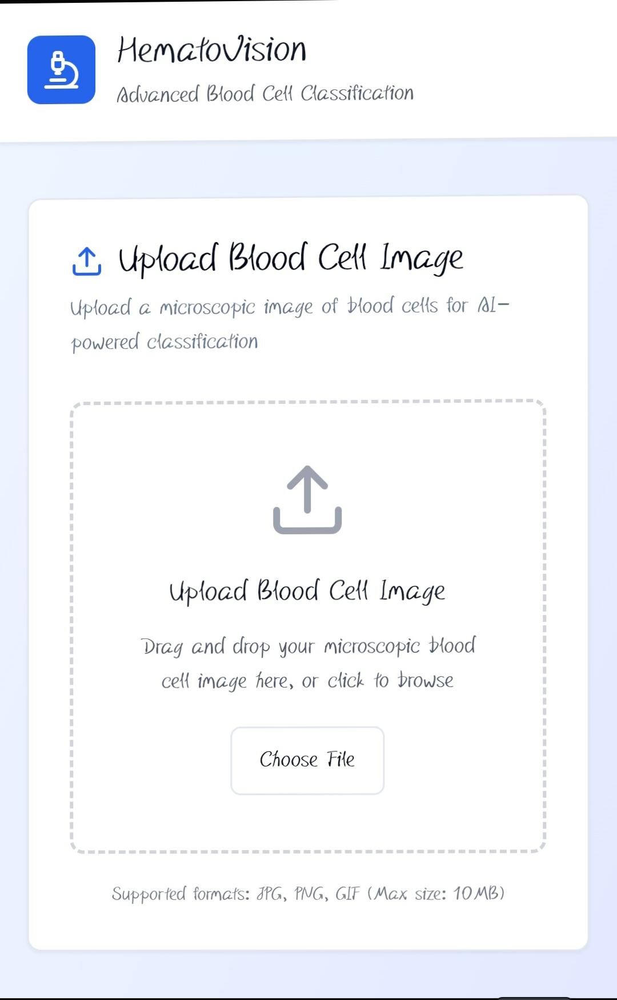 HematoVision
Advanced Blood Cell Classification
Upload Blood Cell Image
Upload a microscopic image of blood cells for AI-
powered classification
Upload Blood Cell Image
Drag and drop your microscopic blood
cell image here, or click to browse
Choose File
Supported formats: JPG, PNG, GIF (Max size: 10MB)